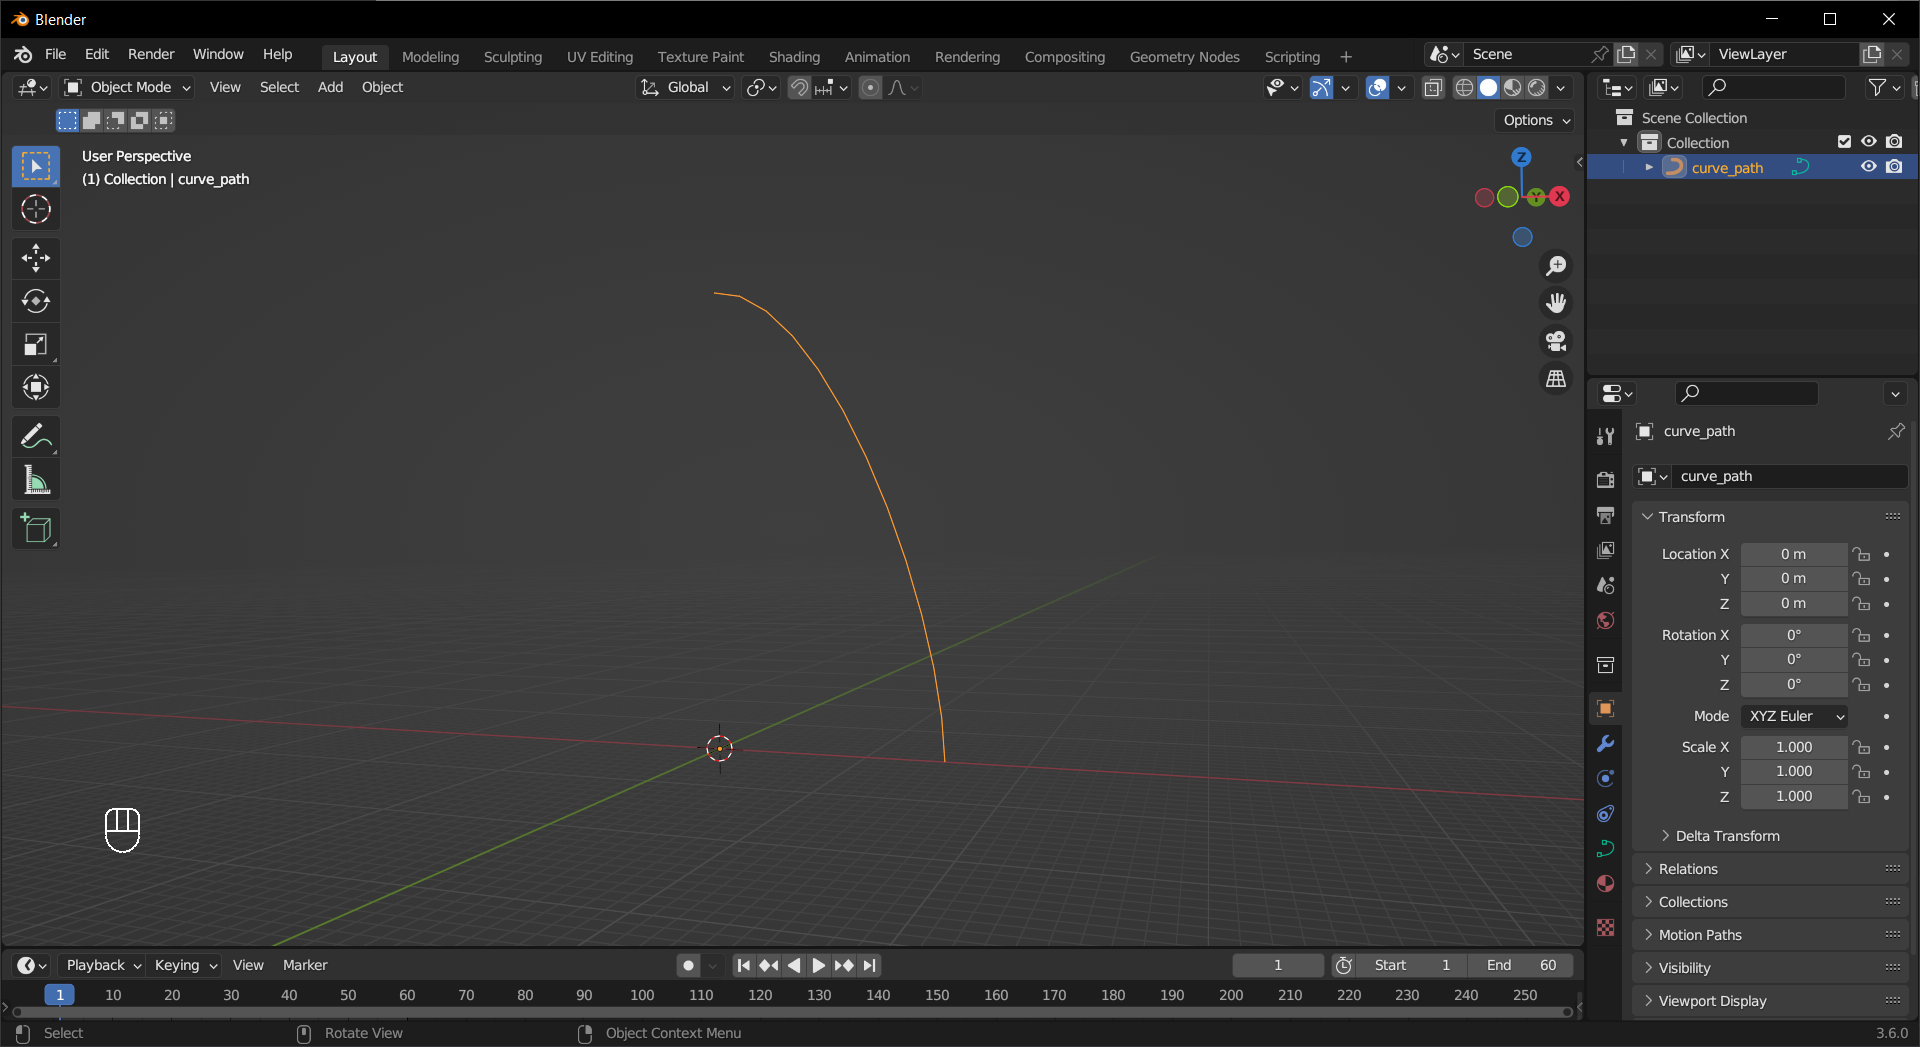 Blender
File Edit Render Window Help Layout Modeling Sculpting UV Editing Texture Paint Shading Animation Rendering Compositing Geometry Nodes Scripting + Scene ViewLayer
Object Mode View Select Add Object Global
Options
User Perspective
(1) Collection | curve_path
Z
Y X
Scene Collection
Collection
curve_path
curve_path
curve_path
Transform
Location X 0 m
Y 0 m
Z 0 m
Rotation X 0°
Y 0°
Z 0°
Mode XYZ Euler
Scale X 1.000
Y 1.000
Z 1.000
Delta Transform
Relations
Collections
Motion Paths
Visibility
Viewport Display
Playback Keying View Marker 1 Start 1 End 60
1 10 20 30 40 50 60 70 80 90 100 110 120 130 140 150 160 170 180 190 200 210 220 230 240 250
Select Rotate View Object Context Menu 3.6.0